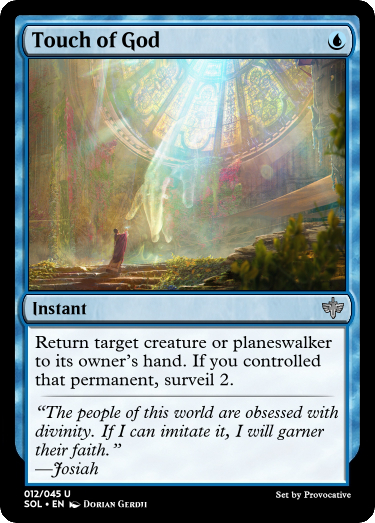 Touch of God
Instant
Return target creature or planeswalker
to its owner's hand. If you controlled
that permanent, surveil 2.
"The people of this world are obsessed with
divinity. If I can imitate it, I will garner
their faith."
—Josiah
012/045 U
SOL • EN Dorian Gerdii
Set by Provocative